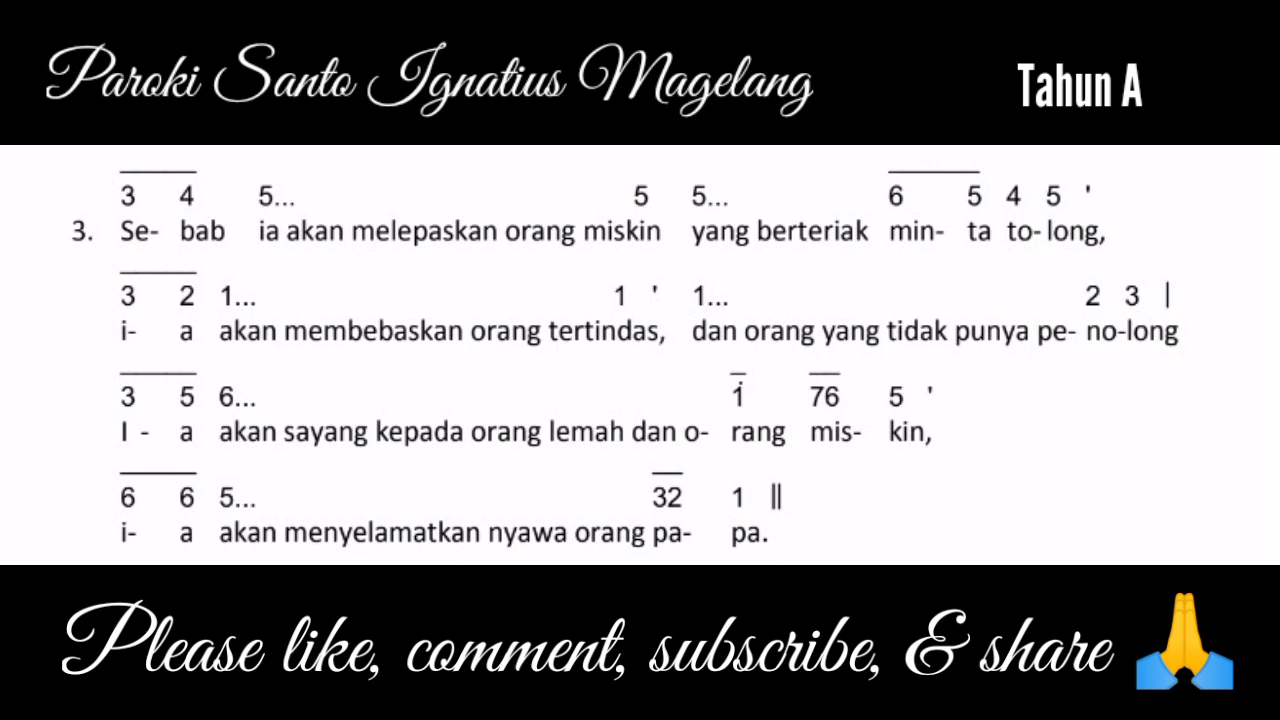 Paroki Santo Ignatius Magelang
Tahun A
3 4 5... 5 5... 6 5 4 5 '
3. Se- bab ia akan melepaskan orang miskin yang berteriak min- ta to- long,
3 2 1... 1 ' 1... 2 3 |
i- a akan membebaskan orang tertindas, dan orang yang tidak punya pe- no-long
3 5 6... 1̇ 76 5 '
I - a akan sayang kepada orang lemah dan o- rang mis- kin,
6 6 5... 32 1 ||
i- a akan menyelamatkan nyawa orang pa- pa.
Please like, comment, subscribe, & share